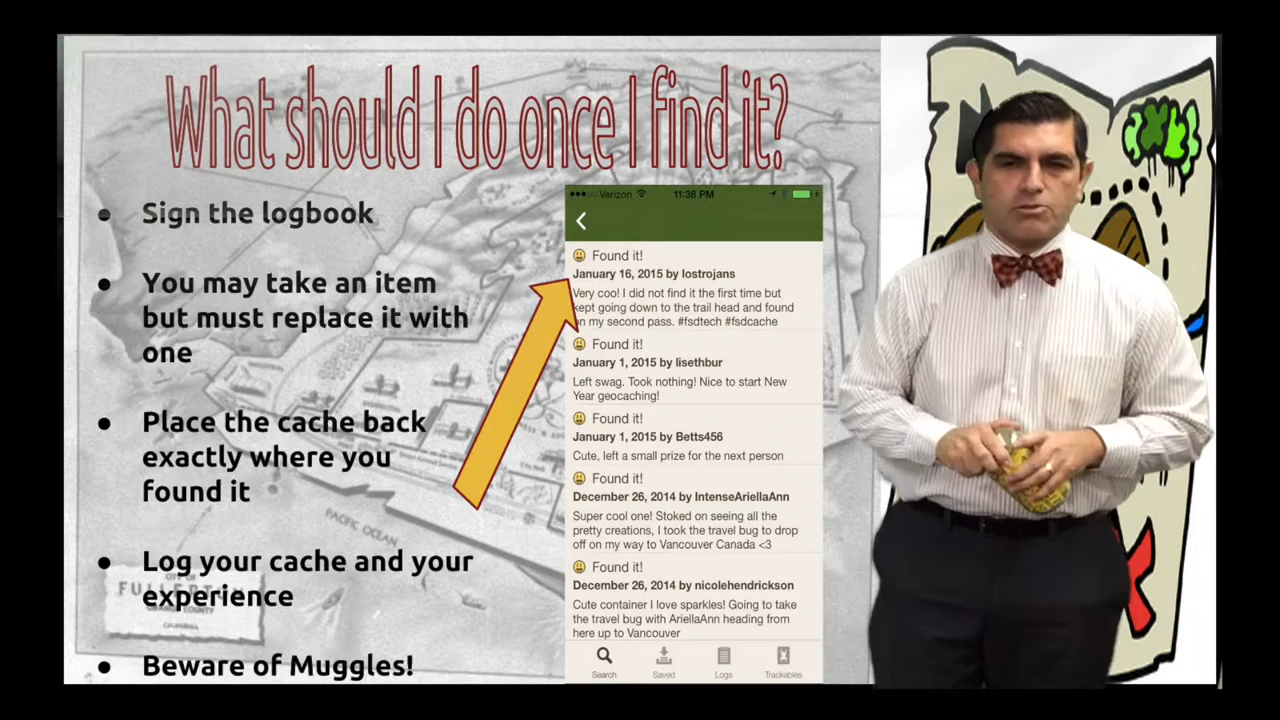 What should I do once I find it?
● Sign the logbook
● You may take an item
but must replace it with
one
● Place the cache back
exactly where you
found it
● Log your cache and your
experience
● Beware of Muggles!
Verizon 11:38 PM
Found it!
January 16, 2015 by lostrojans
Very coo! I did not find it the first time but
kept going down to the trail head and found
on my second pass. #fsdtech #fsdcache
Found it!
January 1, 2015 by lisethbur
Left swag. Took nothing! Nice to start New
Year geocaching!
Found it!
January 1, 2015 by Betts456
Cute, left a small prize for the next person
Found it!
December 26, 2014 by IntenseAriellaAnn
Super cool one! Stoked on seeing all the
pretty creations, I took the travel bug to drop
off on my way to Vancouver Canada <3
Found it!
December 26, 2014 by nicolehendrickson
Cute container I love sparkles! Going to take
the travel bug with AriellaAnn heading from
here up to Vancouver
Search Saved Logs Trackables
PACIFIC OCEAN
CITY OF
FULLERTON
ORANGE COUNTY
CALIFORNIA